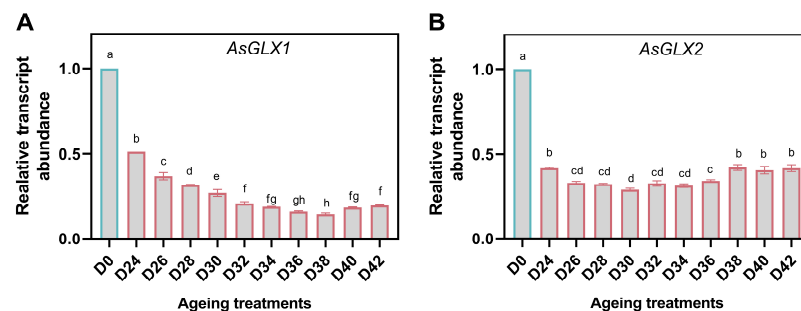 A
AsGLX1
Realative transcript
abundance
1.0
0.5
0.0
a
b
c
d
e
f
fg
gh
h
fg
f
D0
D24
D26
D28
D30
D32
D34
D36
D38
D40
D42
Ageing treatments
B
AsGLX2
Realative transcript
abundance
1.0
0.5
0.0
a
b
cd
cd
d
cd
cd
c
b
b
b
D0
D24
D26
D28
D30
D32
D34
D36
D38
D40
D42
Ageing treatments